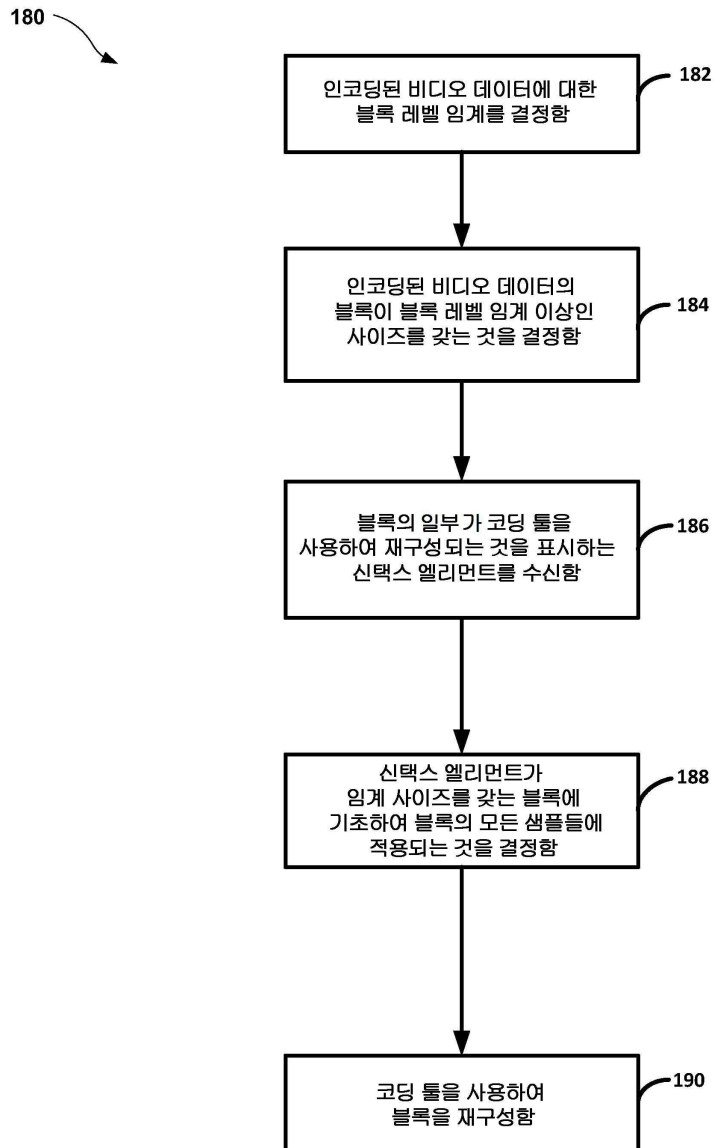 180
인코딩된 비디오 데이터에 대한
블록 레벨 임계를 결정함
182
인코딩된 비디오 데이터의
블록이 블록 레벨 임계 이상인
사이즈를 갖는 것을 결정함
184
블록의 일부가 코딩 툴을
사용하여 재구성되는 것을 표시하는
신택스 엘리먼트를 수신함
186
신택스 엘리먼트가
임계 사이즈를 갖는 블록에
기초하여 블록의 모든 샘플들에
적용되는 것을 결정함
188
코딩 툴을 사용하여
블록을 재구성함
190